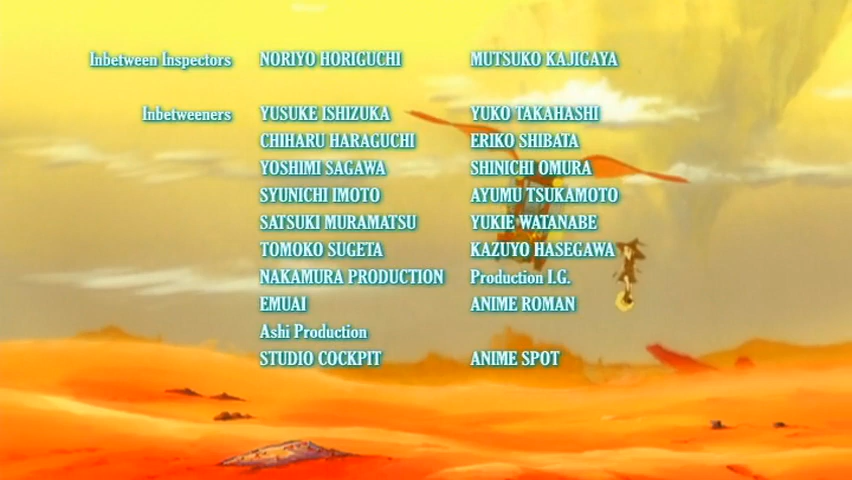 Inbetween Inspectors NORIYO HORIGUCHI MUTSUKO KAJIGAYA
Inbetweeners YUSUKE ISHIZUKA YUKO TAKAHASHI
CHIHARU HARAGUCHI ERIKO SHIBATA
YOSHIMI SAGAWA SHINICHI OMURA
SYUNICHI IMOTO AYUMU TSUKAMOTO
SATSUKI MURAMATSU YUKIE WATANABE
TOMOKO SUGETA KAZUYO HASEGAWA
NAKAMURA PRODUCTION Production I.G.
EMUAI ANIME ROMAN
Ashi Production
STUDIO COCKPIT ANIME SPOT